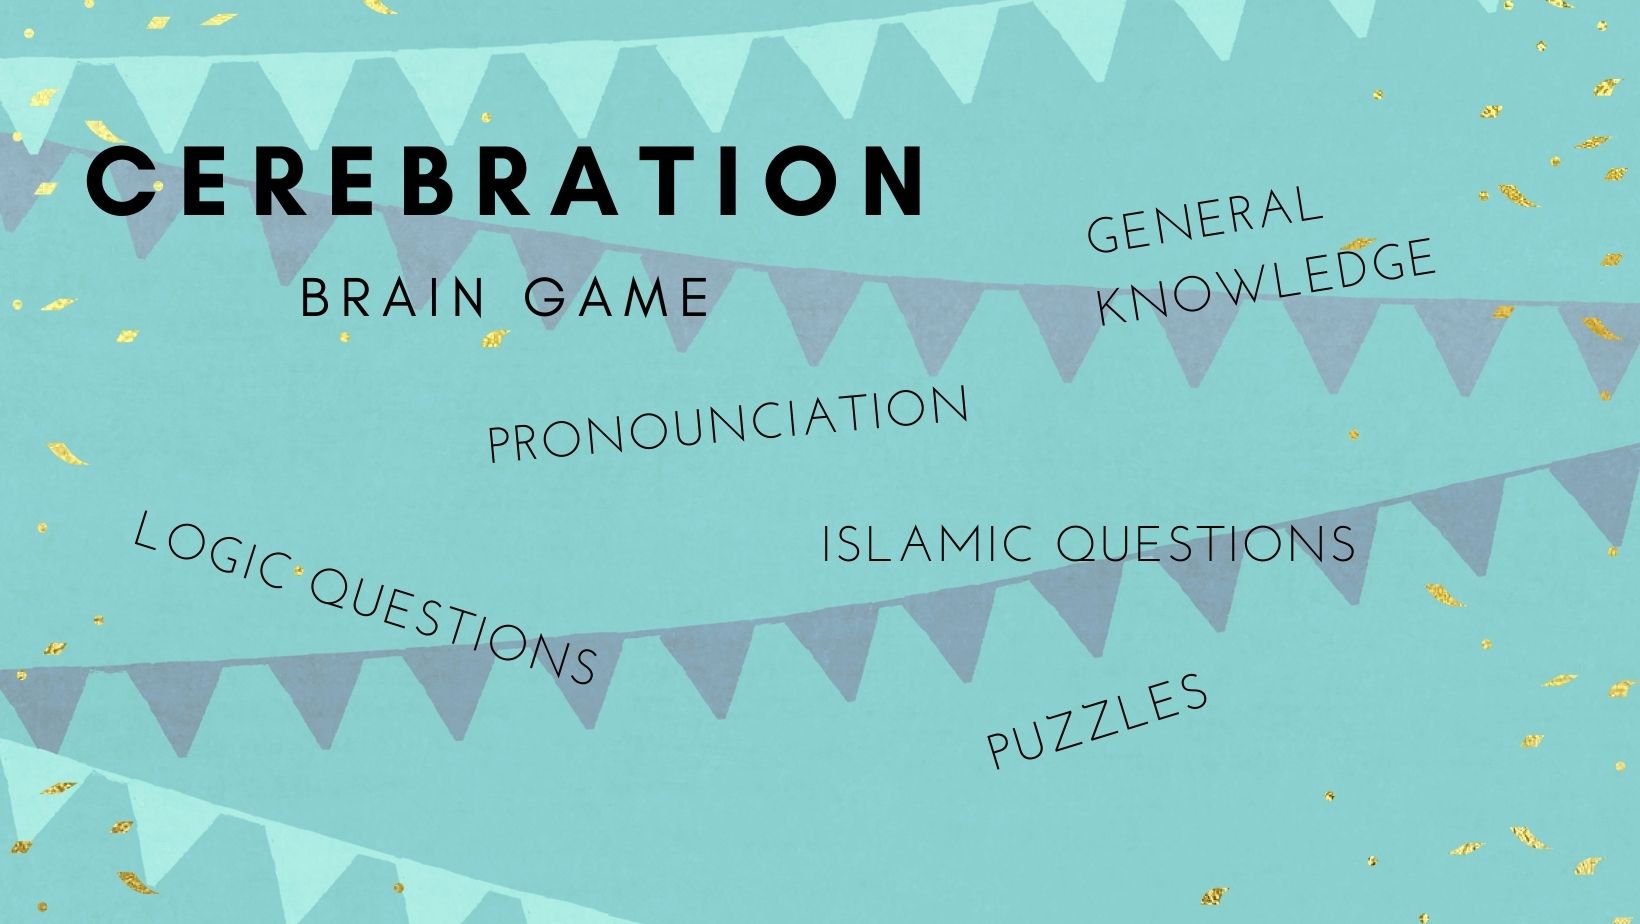 CEREBRATION
BRAIN GAME
GENERAL
KNOWLEDGE
PRONOUNCIATION
LOGIC QUESTIONS
ISLAMIC QUESTIONS
PUZZLES